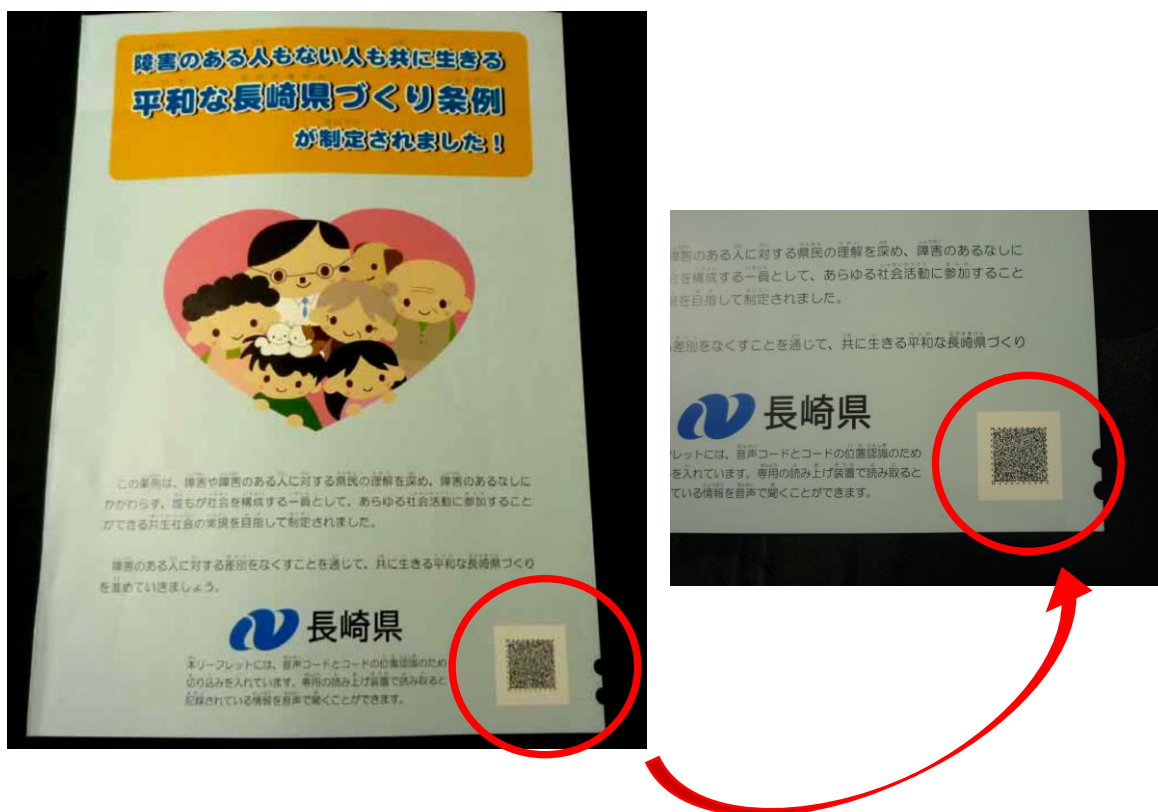 障害のある人もない人も共に生きる
平和な長崎県づくり条例
が制定されました!
この条例は、障害や障害のある人に対する県民の理解を深め、障害のあるなしに
かかわらず、誰もが社会を構成する一員として、あらゆる社会活動に参加すること
ができる共生社会の実現を目指して制定されました。
障害のある人に対する差別をなくすことを通じて、共に生きる平和な長崎県づくり
を進めていきましょう。
長崎県
本リーフレットには、音声コードとコードの位置認識のため
切り込みを入れています。専用の読み上げ装置で読み取ると
記録されている情報を音声で聞くことができます。
障害のある人に対する県民の理解を深め、障害のあるなしに
会を構成する一員として、あらゆる社会活動に参加すること
現を目指して制定されました。
差別をなくすことを通じて、共に生きる平和な長崎県づくり
長崎県
フレットには、音声コードとコードの位置認識のため
を入れています。専用の読み上げ装置で読み取ると
ている情報を音声で聞くことができます。